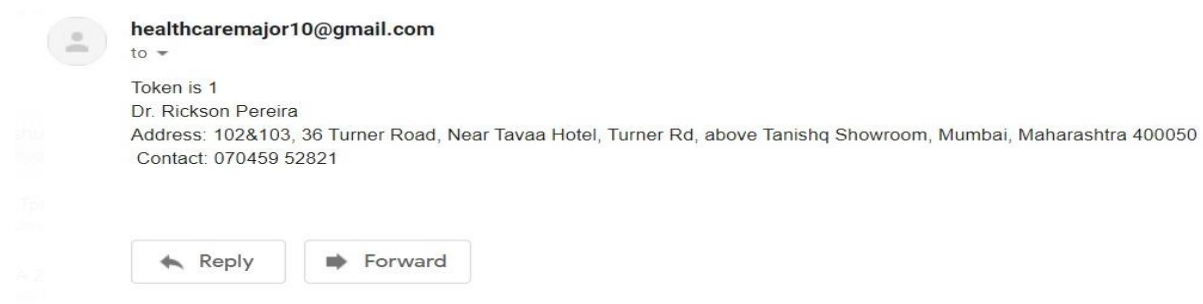 healthcaremajor10@gmail.com
to
Token is 1
Dr. Rickson Pereira
Address: 102&103, 36 Turner Road, Near Tavaa Hotel, Turner Rd, above Tanishq Showroom, Mumbai, Maharashtra 400050
Contact: 070459 52821
Reply
Forward